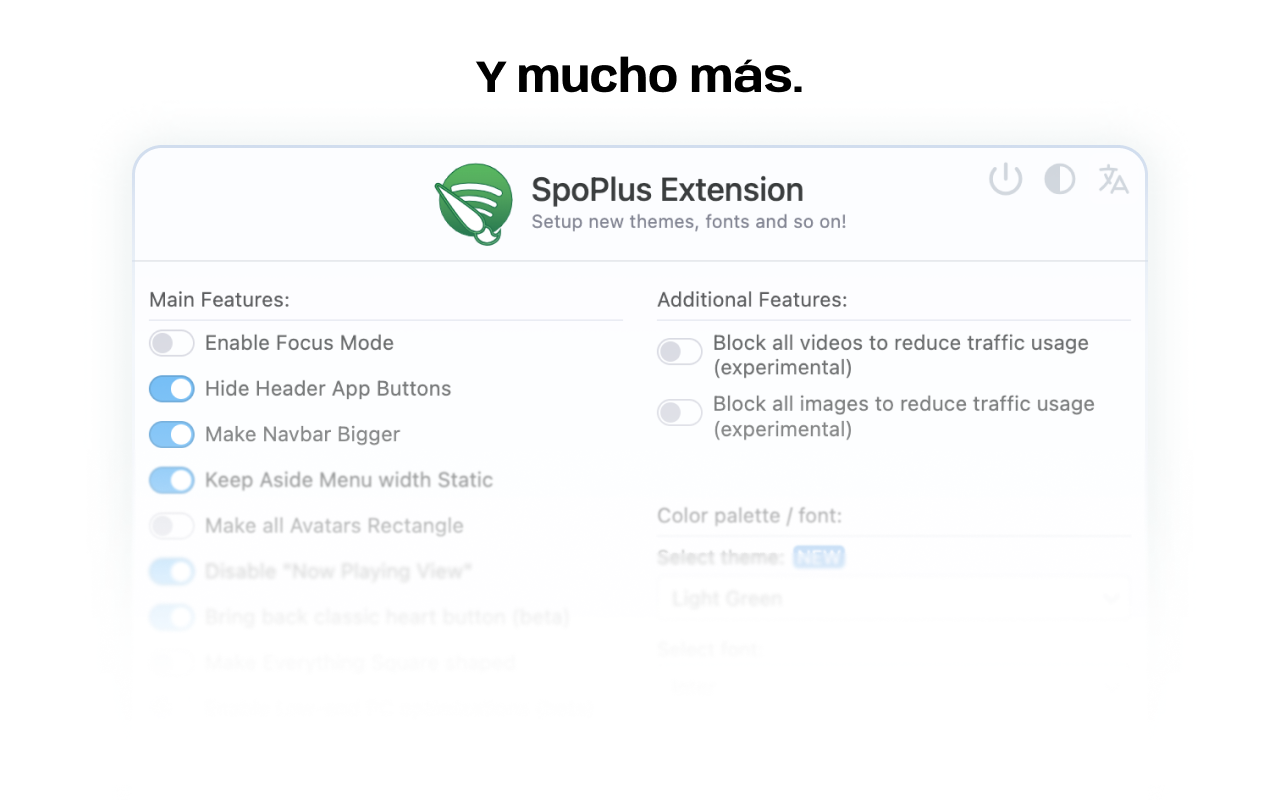 Y mucho más.
SpoPlus Extension
Setup new themes, fonts and so on!
Main Features:
Enable Focus Mode
Hide Header App Buttons
Make Navbar Bigger
Keep Aside Menu width Static
Make all Avatars Rectangle
Disable "Now Playing View"
Bring back classic heart button (beta)
Make Everything Square shaped
Additional Features:
Block all videos to reduce traffic usage
(experimental)
Block all images to reduce traffic usage
(experimental)
Color palette / font:
Select theme: NEW
Light Green
Select font